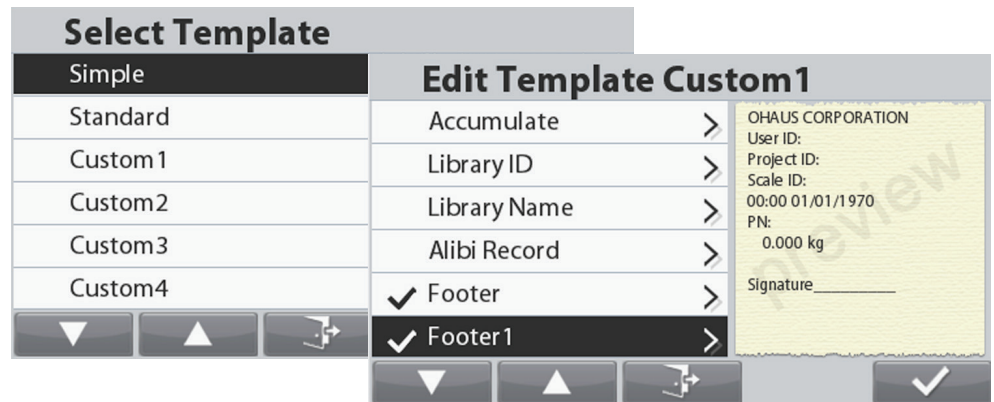 Select Template
Simple
Standard
Custom1
Custom2
Custom3
Custom4
Edit Template Custom1
Accumulate
Library ID
Library Name
Alibi Record
Footer
Footer1
OHAUS CORPORATION
User ID:
Project ID:
Scale ID:
00:00 01/01/1970
PN:
0.000 kg
Signature__________
preview